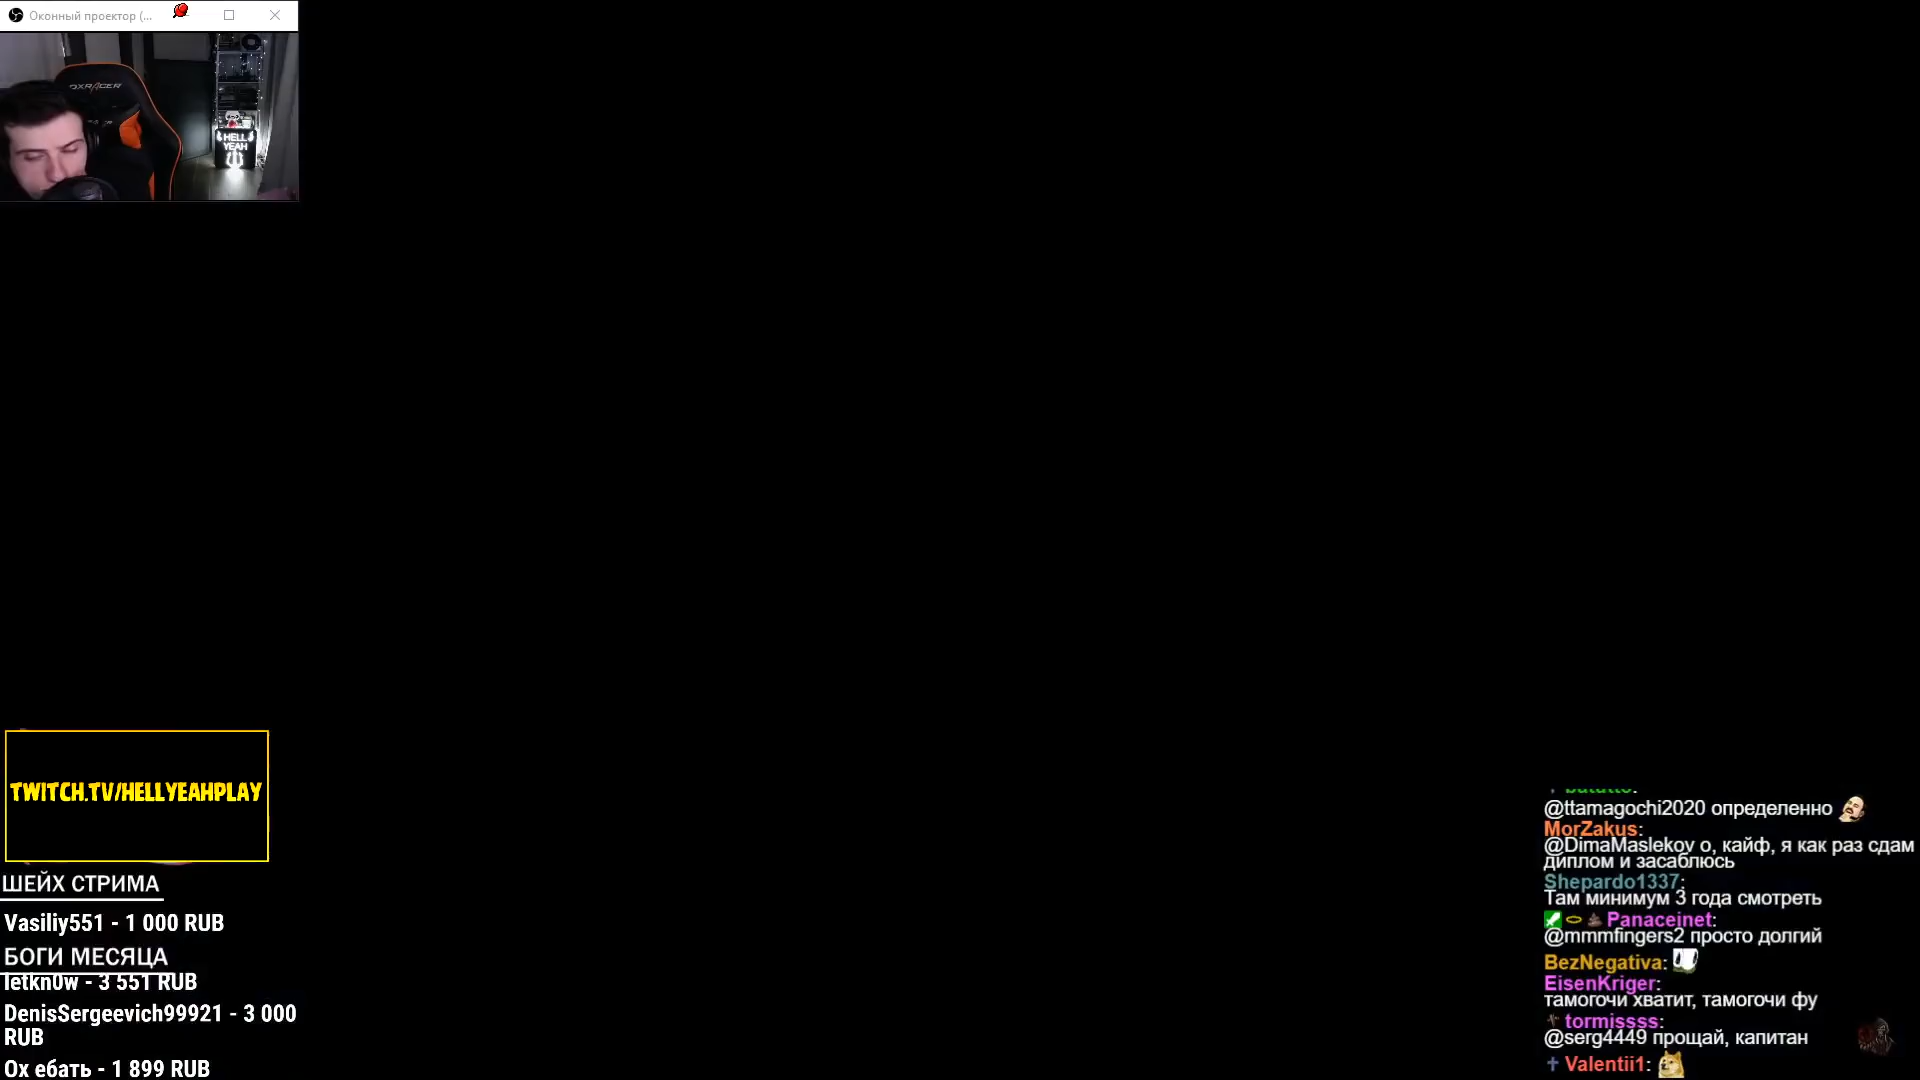 Оконный проектор (...
DXRACER
HELL
YEAH
TWITCH.TV/HELLYEAHPLAY
ШЕЙХ СТРИМА
Vasiliy551 - 1 000 RUB
БОГИ МЕСЯЦА
letkn0w - 3 551 RUB
DenisSergeevich99921 - 3 000
RUB
Ох ебать - 1 899 RUB
@ttamagochi2020 определенно
MorZakus:
@DimaMaslekov о, кайф, я как раз сдам
диплом и засаблюсь
Shepardo1337:
Там минимум 3 года смотреть
Panaceinet:
@mmmfingers2 просто долгий
BezNegativa:
EisenKriger:
тамогочи хватит, тамогочи фу
tormissss:
@serg4449 прощай, капитан
Valentii1: